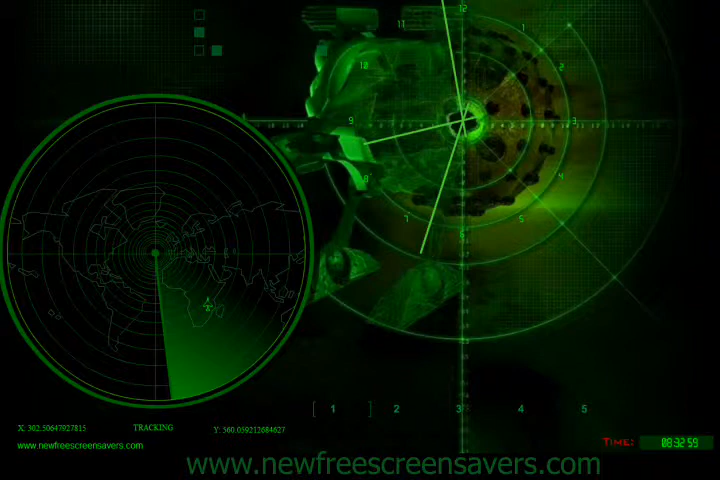 12
11
1
10
2
9
3
8
4
7
5
6
[ 1 ] 2 3 4 5
X: 302.50647927815 TRACKING Y: 560.059212684627
www.newfreescreensavers.com
TIME: 08:32:59
www.newfreescreensavers.com